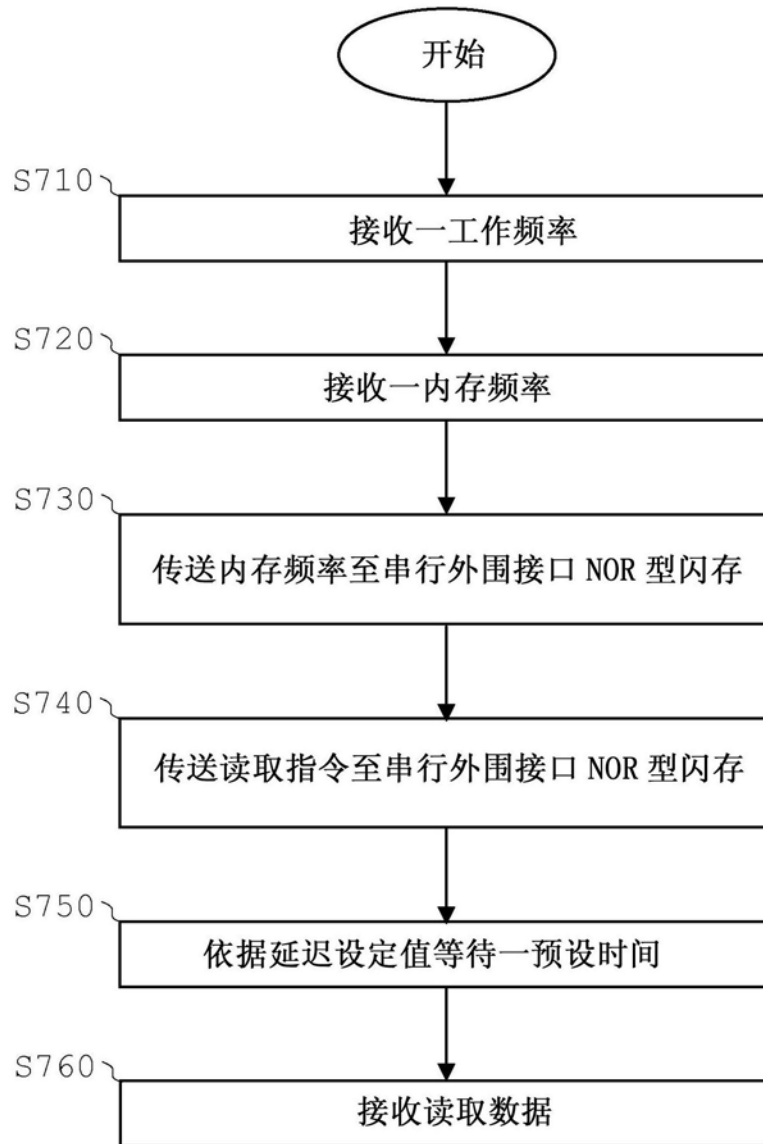 开始
S710
接收一工作频率
S720
接收一内存频率
S730
传送内存频率至串行外围接口 NOR 型闪存
S740
传送读取指令至串行外围接口 NOR 型闪存
S750
依据延迟设定值等待一预设时间
S760
接收读取数据